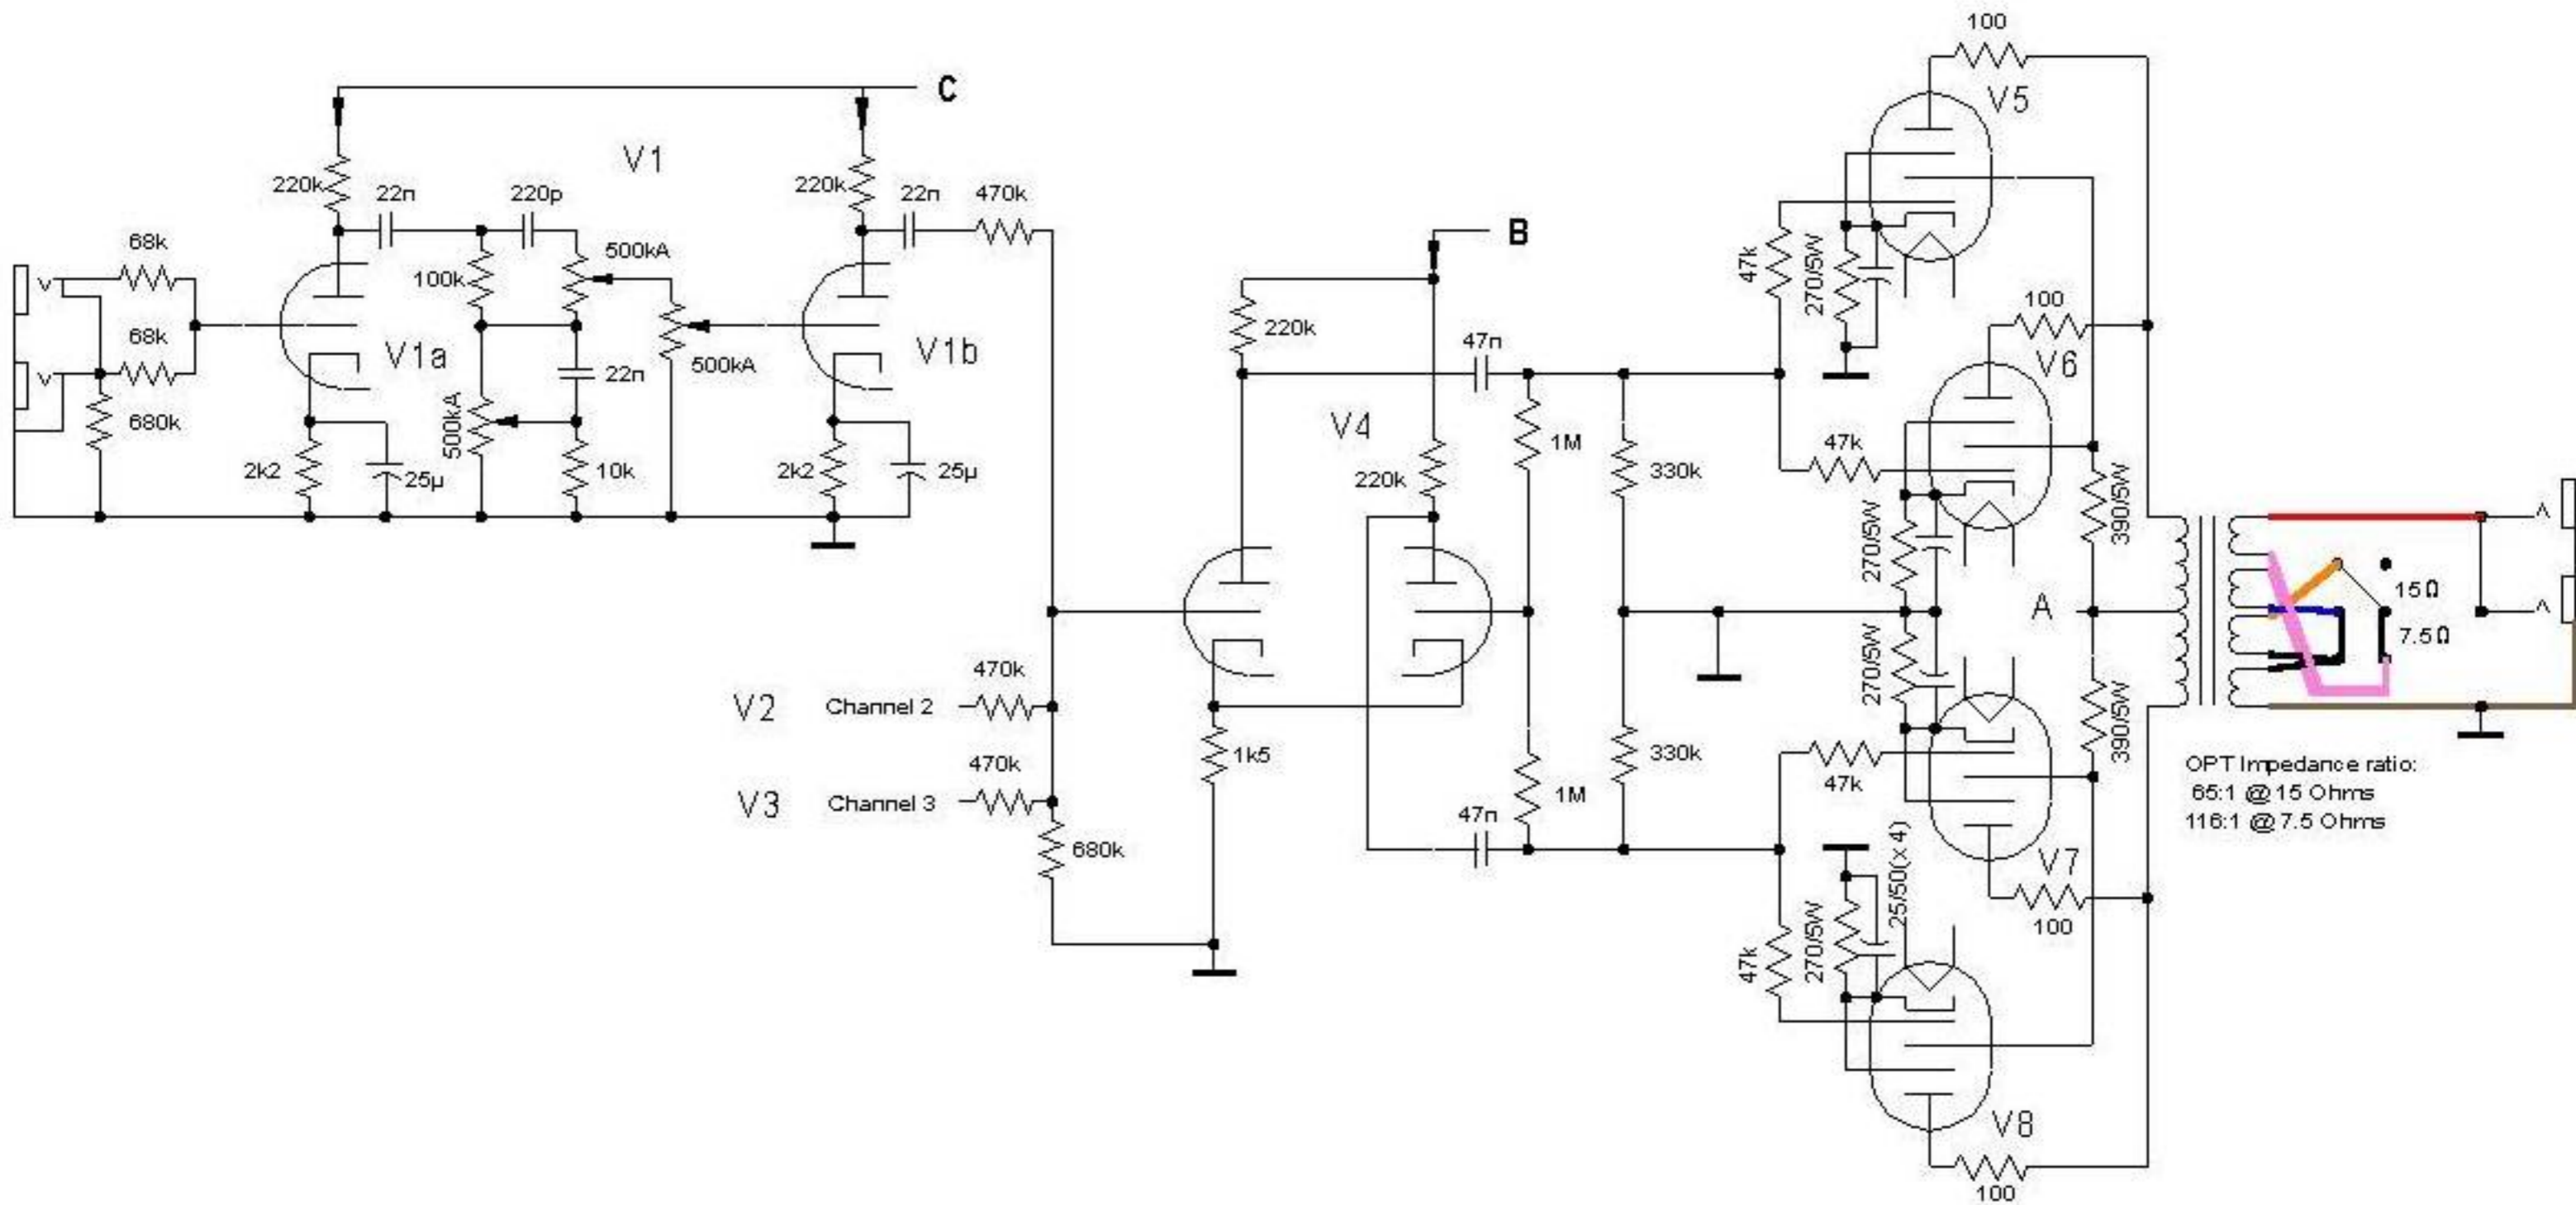 100
V5
C
V1
220k
22n
220p
500kA
220k
22n
470k
68k
100k
B
47k
270/5W
100
68k
V1a
22n
500kA
V1b
220k
47n
V6
680k
500kA
V4
1M
47k
2k2
25µ
10k
2k2
25µ
220k
330k
390/5W
270/5W
A
15Ω
7.5Ω
V2
Channel 2
470k
270/5W
390/5W
V3
Channel 3
470k
1k5
330k
47k
1M
OPT Impedance ratio:
65:1 @ 15 Ohms
116:1 @ 7.5 Ohms
680k
47n
25/50(x4)
V7
100
47k
270/5W
V8
100